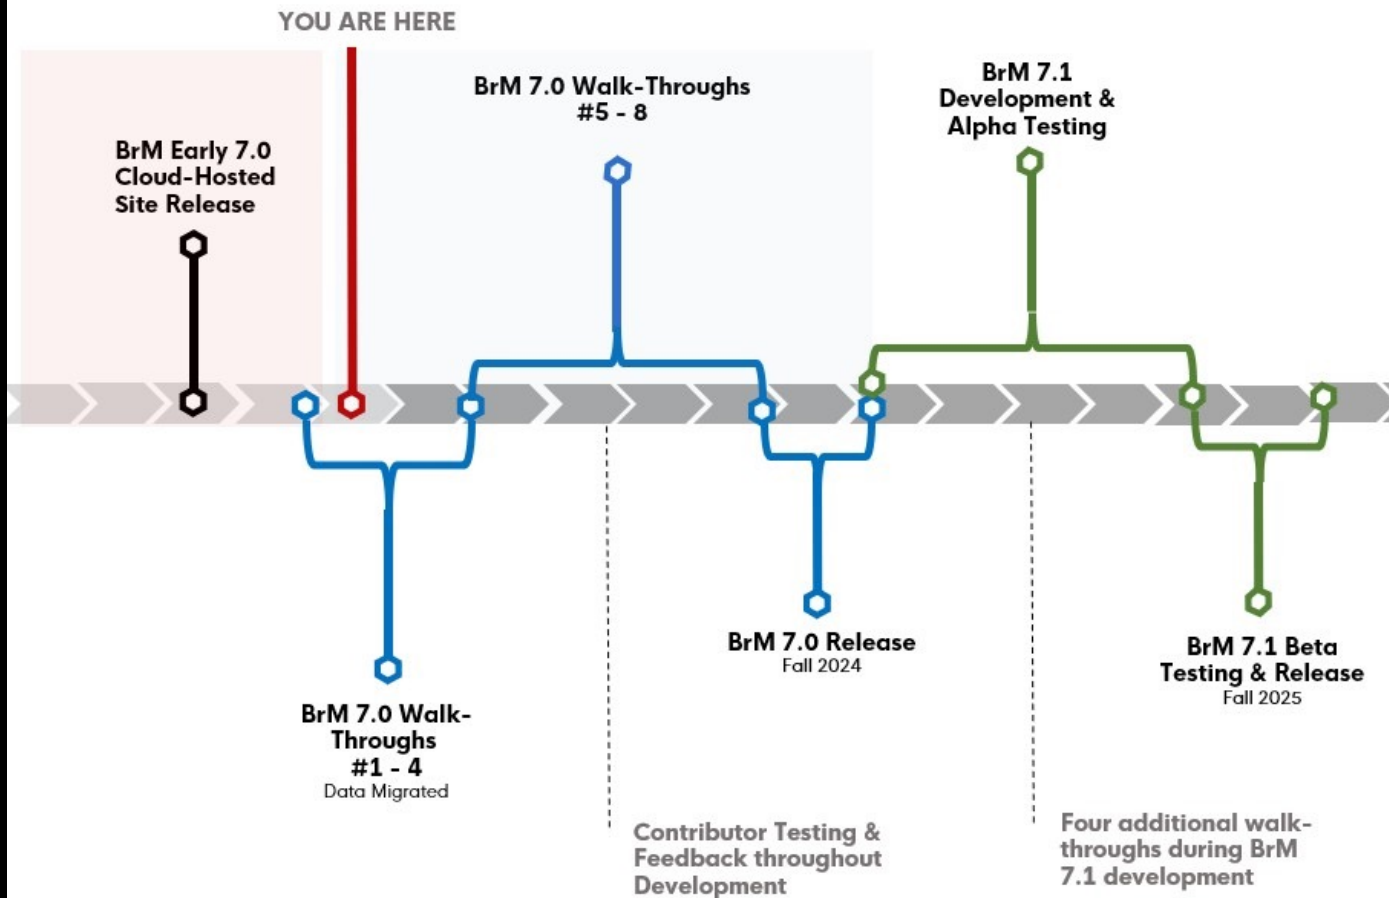 YOU ARE HERE
BrM Early 7.0
Cloud-Hosted
Site Release
BrM 7.0 Walk-Throughs
#5 - 8
BrM 7.1
Development &
Alpha Testing
BrM 7.0 Walk-
Throughs
#1 - 4
Data Migrated
BrM 7.0 Release
Fall 2024
BrM 7.1 Beta
Testing & Release
Fall 2025
Contributor Testing &
Feedback throughout
Development
Four additional walk-
throughs during BrM
7.1 development